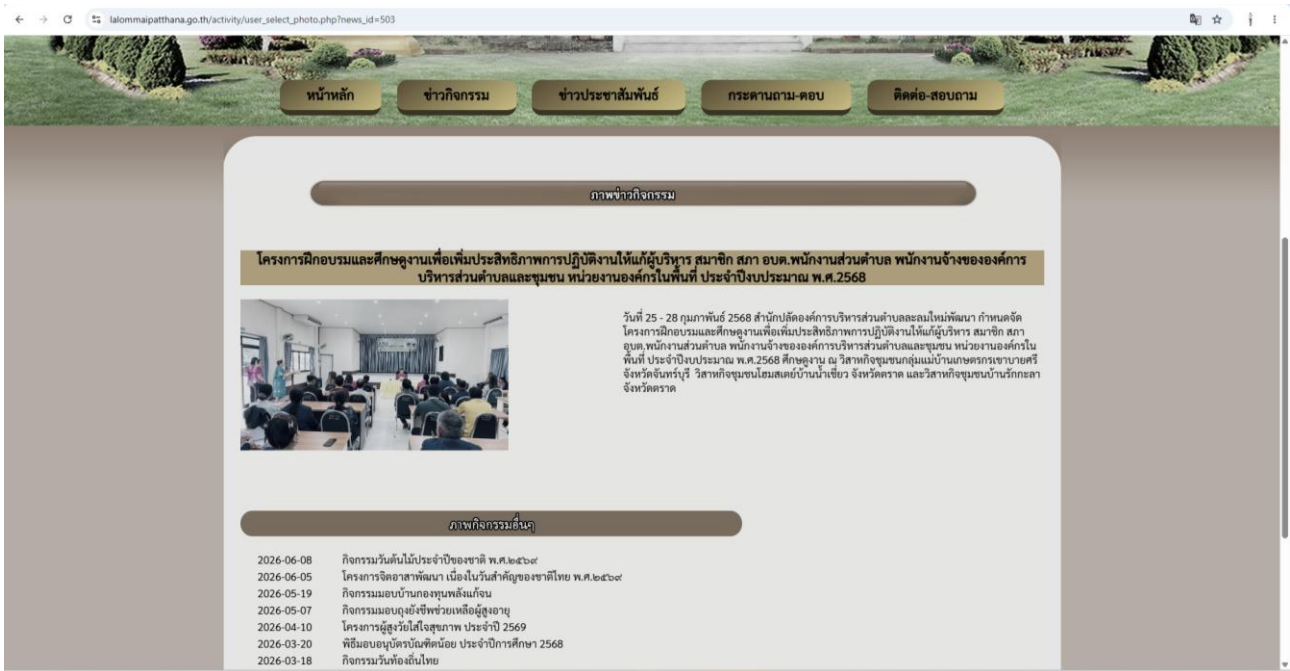 lalommaipatthana.go.th/activity/user_select_photo.php?news_id=503
หน้าหลัก
ข่าวกิจกรรม
ข่าวประชาสัมพันธ์
กระดานถาม-ตอบ
ติดต่อ-สอบถาม
ภาพข่าวกิจกรรม
โครงการฝึกอบรมและศึกษดูงานเพื่อเพิ่มประสิทธิภาพการปฏิบัติงานให้แก้ผู้บริหาร สมาชิก สภา อบต.พนักงานส่วนตำบล พนักงานจ้างขององค์การ
บริหารส่วนตำบลและชุมชน หน่วยงานองค์กรในพื้นที่ ประจำปีงบประมาณ พ.ศ.2568
วันที่ 25 - 28 กุมภาพันธ์ 2568 สำนักปลัดองค์การบริหารส่วนตำบลละลมใหม่พัฒนา กำหนดจัด
โครงการฝึกอบรมและศึกษดูงานเพื่อเพิ่มประสิทธิภาพการปฏิบัติงานให้แก้ผู้บริหาร สมาชิก สภา
อบต.พนักงานส่วนตำบล พนักงานจ้างขององค์การบริหารส่วนตำบลและชุมชน หน่วยงานองค์กรใน
พื้นที่ ประจำปีงบประมาณ พ.ศ.2568 ศึกษดูงาน ณ วิสาหกิจชุมชนกลุ่มแม่บ้านเกษตรกรเขาบายศรี
จังหวัดจันทร์บุรี วิสาหกิจชุมชนโฮมสเตย์บ้านน้ำเชี่ยว จังหวัดตราด และวิสาหกิจชุมชนบ้านรักกะลา
จังหวัดตราด
ภาพกิจกรรมอื่นๆ
2026-06-08 กิจกรรมวันต้นไม้ประจำปีของชาติ พ.ศ.๒๕๖๙
2026-06-05 โครงการจิตอาสาพัฒนา เนื่องในวันสำคัญของชาติไทย พ.ศ.๒๕๖๙
2026-05-19 กิจกรรมมอบบ้านกองทุนพลังแก้จน
2026-05-07 กิจกรรมมอบถุงยังชีพช่วยเหลือผู้สูงอายุ
2026-04-10 โครงการผู้สูงวัยใส่ใจสุขภาพ ประจำปี 2569
2026-03-20 พิธีมอบอนุบัตรบัณฑิตน้อย ประจำปีการศึกษา 2568
2026-03-18 กิจกรรมวันท้องถิ่นไทย